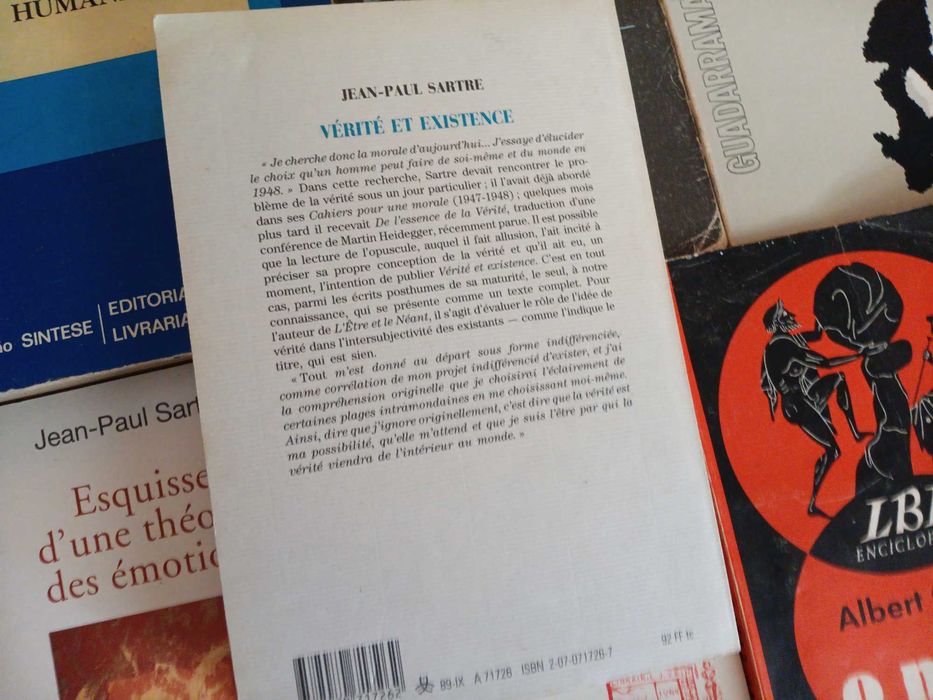 HUMAN
JEAN-PAUL SARTRE
VÉRITÉ ET EXISTENCE
« Je cherche donc la morale d'aujourd'hui... J'essaye d'élucider
le choix qu'un homme peut faire de soi-même et du monde en
1948. » Dans cette recherche, Sartre devait rencontrer le pro-
blème de la vérité sous un jour particulier ; il l'avait déjà abordé
dans ses Cahiers pour une morale (1947-1948) ; quelques mois
plus tard il recevait De l'essence de la Vérité, traduction d'une
conférence de Martin Heidegger, récemment parue. Il est possible
que la lecture de l'opuscule, auquel il fait allusion, l'ait incité à
préciser sa propre conception de la vérité et qu'il ait eu, un
moment, l'intention de publier Vérité et existence. C'est en tout
cas, parmi les écrits posthumes de sa maturité, le seul, à notre
connaissance, qui se présente comme un texte complet. Pour
l'auteur de L'Être et le Néant, il s'agit d'évaluer le rôle de l'idée de
vérité dans l'intersubjectivité des existants — comme l'indique le
titre, qui est sien.
« Tout m'est donné au départ sous forme indifférenciée,
comme corrélation de mon projet indifférencié d'exister, et j'ai
la compréhension originelle que je choisirai l'éclairement de
certaines plages intramondaines en me choisissant moi-même.
Ainsi, dire que j'ignore originellement, c'est dire que la vérité est
ma possibilité, qu'elle m'attend et que je suis l'être par qui la
vérité viendra de l'intérieur au monde. »
89-IX A 71726 ISBN 2-07-071726-7
92 FF tc
GUADARRAMA
ão SINTESE
EDITORIA
LIVRARIA
Jean-Paul Sart
Esquisse
d'une théo
des émotio
LB
ENCICLOP
Albert